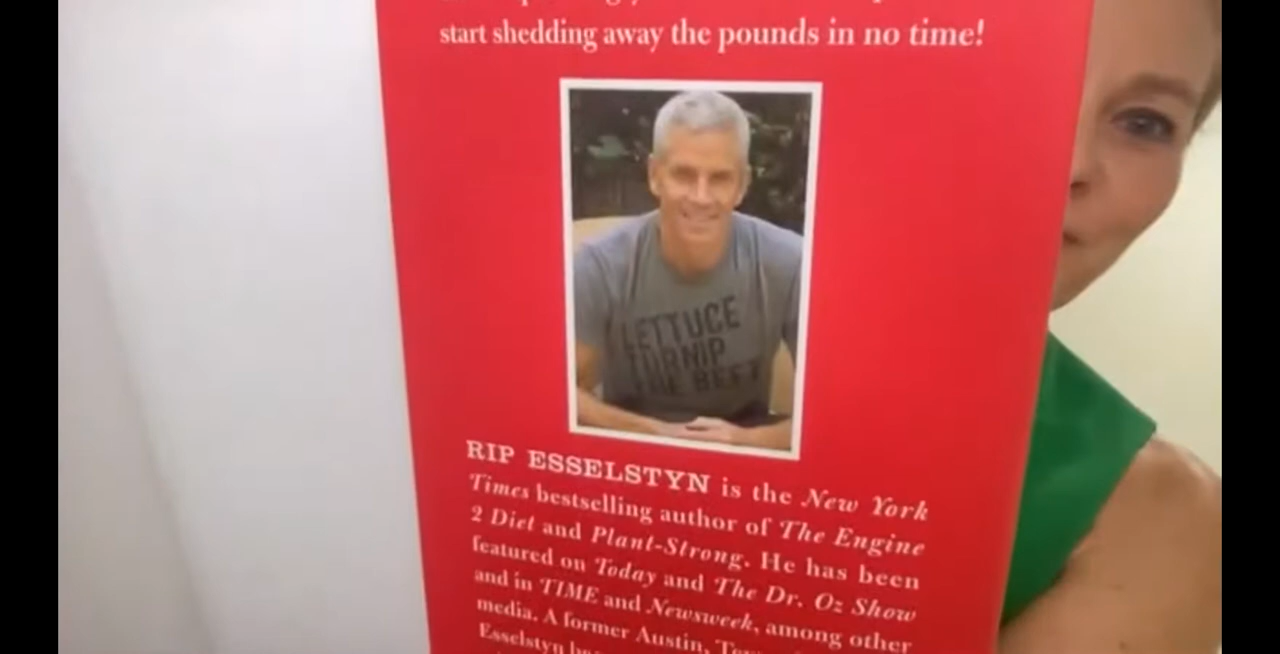 start shedding away the pounds in no time!
LETTUCE
TURNIP
THE BEET
RIP ESSELSTYN is the New York
Times bestselling author of The Engine
2 Diet and Plant-Strong. He has been
featured on Today and The Dr. Oz Show
and in TIME and Newsweek, among other
media. A former Austin,
Esselstyn